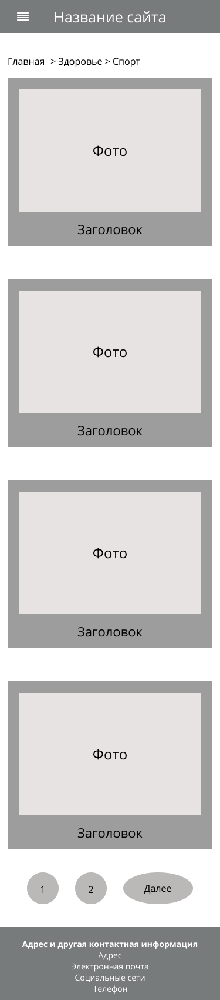 Название сайта
Главная > Здоровье > Спорт
Фото
Заголовок
Фото
Заголовок
Фото
Заголовок
Фото
Заголовок
1 2 Далее
Адрес и другая контактная информация
Адрес
Электронная почта
Социальные сети
Телефон